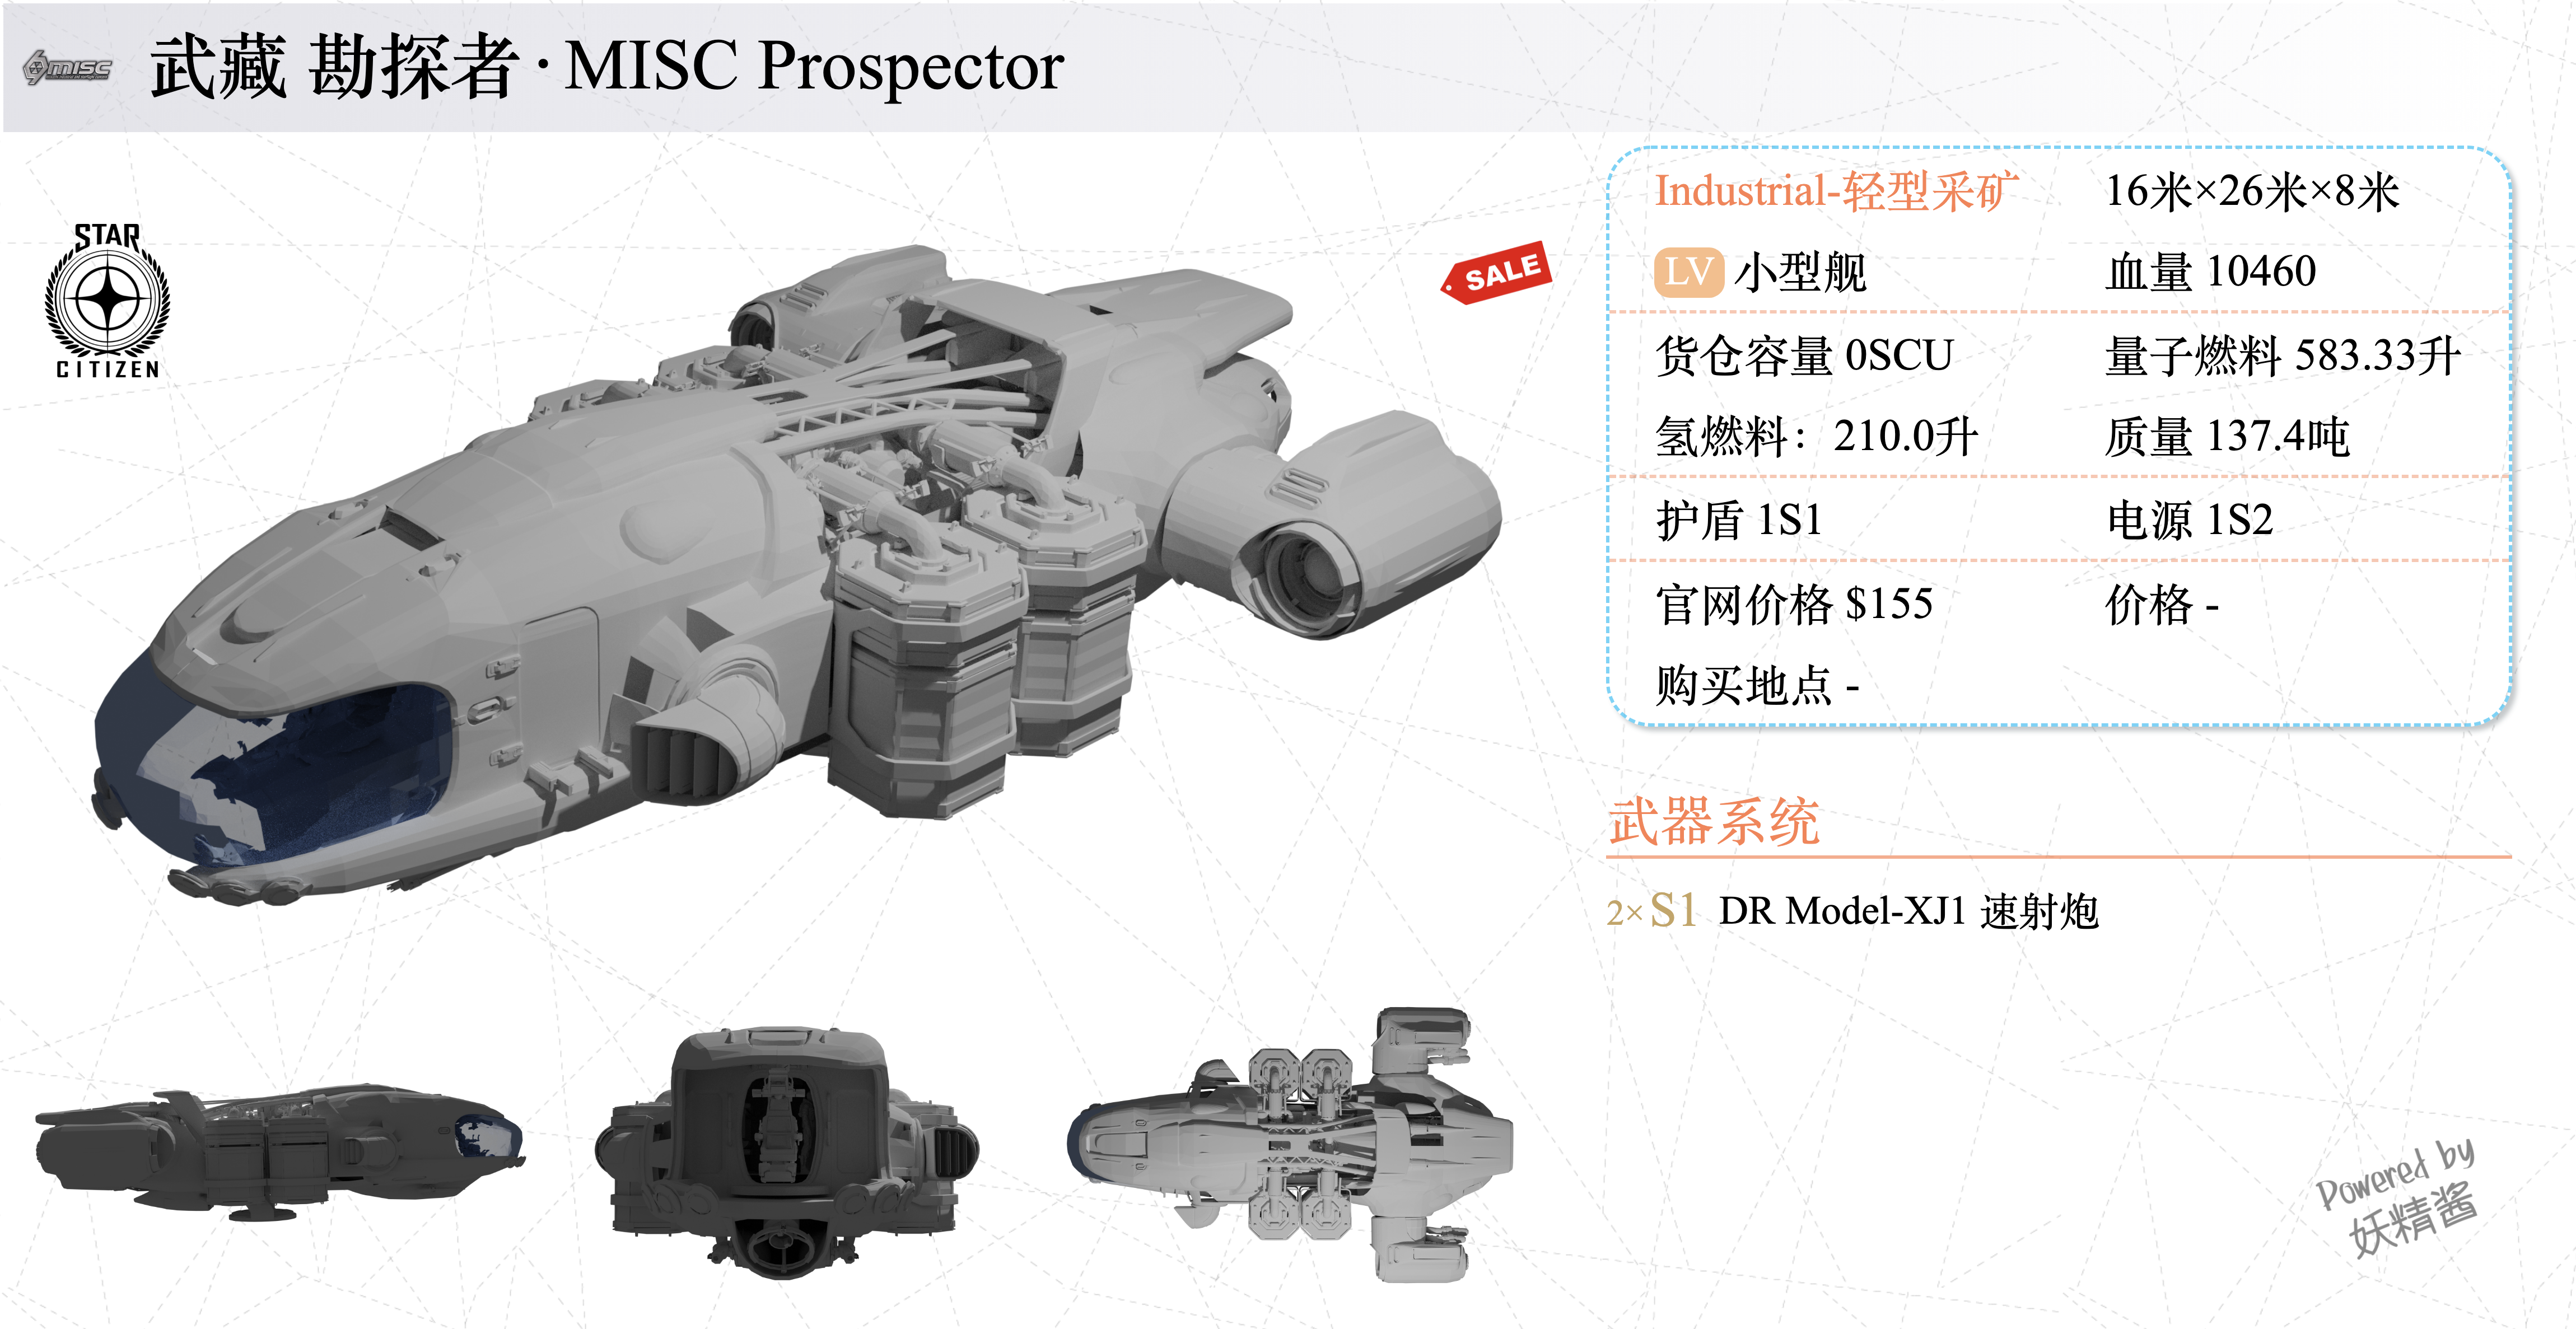 MISC
武藏 勘探者·MISC Prospector
STAR
CITIZEN
SALE
Industrial-轻型采矿 16米×26米×8米
LV 小型舰 血量 10460
货仓容量 0SCU 量子燃料 583.33升
氢燃料：210.0升 质量 137.4吨
护盾 1S1 电源 1S2
官网价格 $155 价格 -
购买地点 -
武器系统
2× S1 DR Model-XJ1 速射炮
Powered by
妖精酱